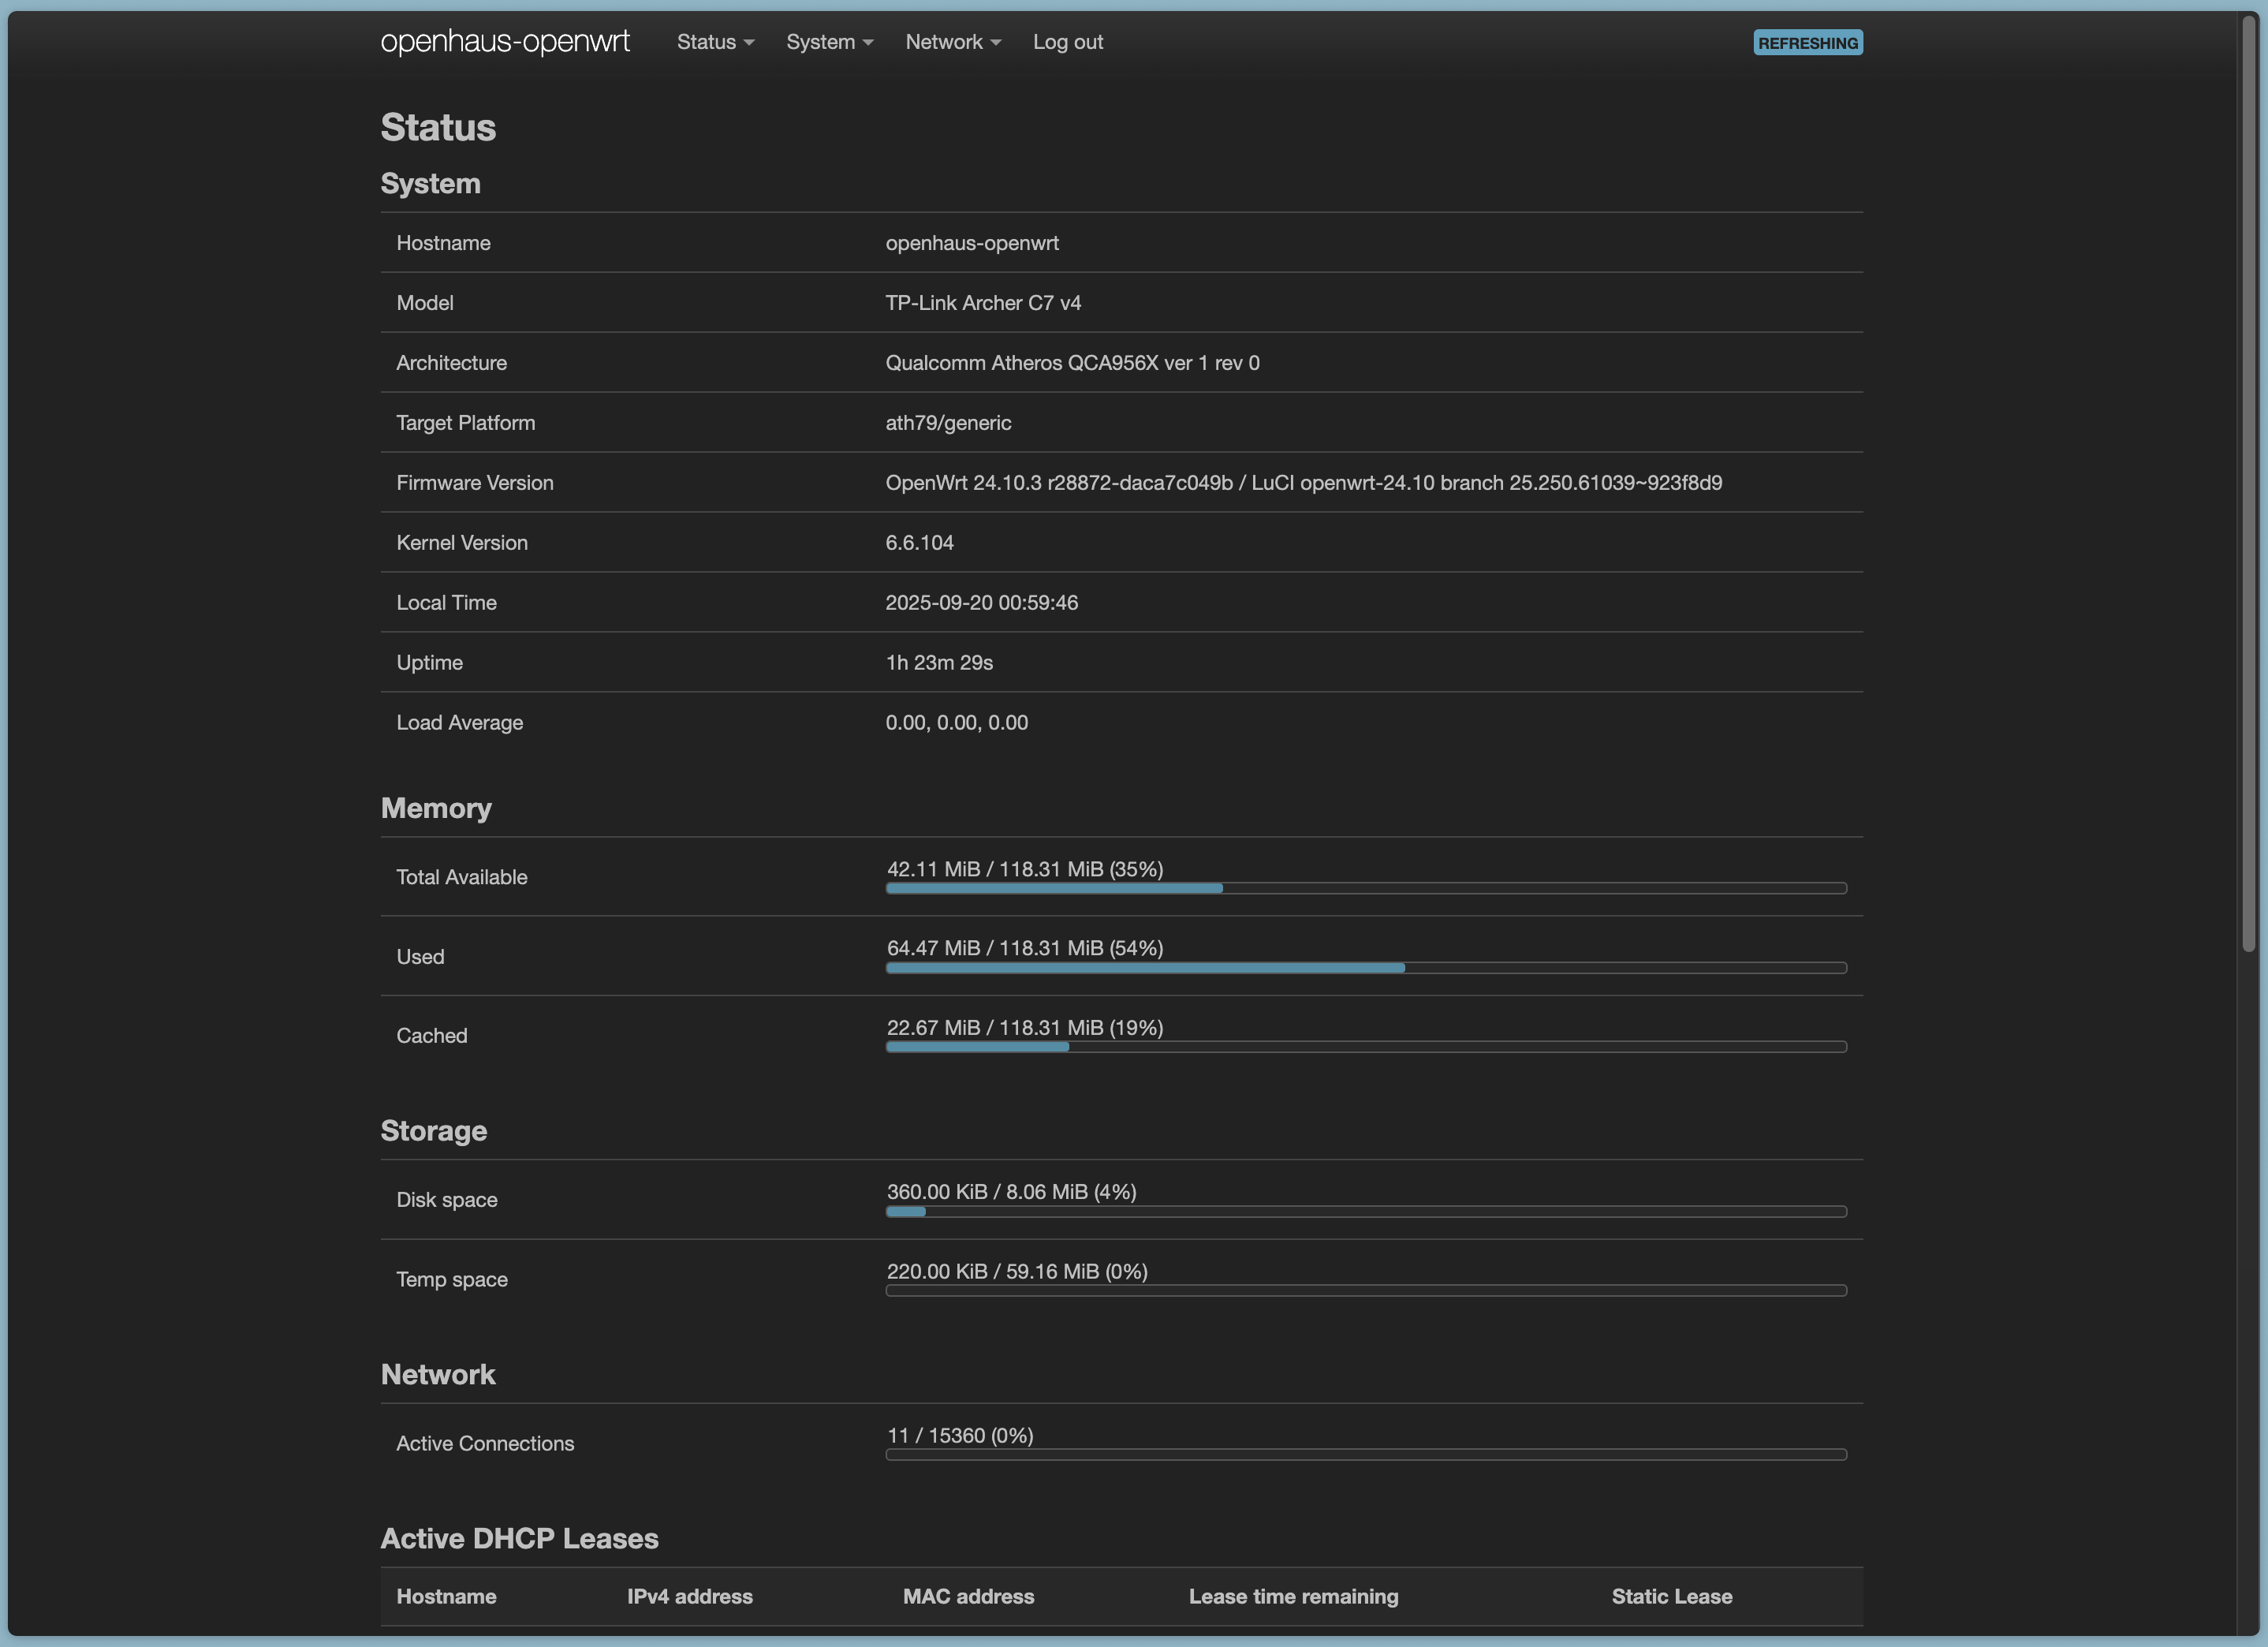 openhaus-openwrt Status System Network Log out REFRESHING
Status
System
Hostname openhaus-openwrt
Model TP-Link Archer C7 v4
Architecture Qualcomm Atheros QCA956X ver 1 rev 0
Target Platform ath79/generic
Firmware Version OpenWrt 24.10.3 r28872-daca7c049b / LuCI openwrt-24.10 branch 25.250.61039~923f8d9
Kernel Version 6.6.104
Local Time 2025-09-20 00:59:46
Uptime 1h 23m 29s
Load Average 0.00, 0.00, 0.00
Memory
Total Available 42.11 MiB / 118.31 MiB (35%)
Used 64.47 MiB / 118.31 MiB (54%)
Cached 22.67 MiB / 118.31 MiB (19%)
Storage
Disk space 360.00 KiB / 8.06 MiB (4%)
Temp space 220.00 KiB / 59.16 MiB (0%)
Network
Active Connections 11 / 15360 (0%)
Active DHCP Leases
Hostname IPv4 address MAC address Lease time remaining Static Lease